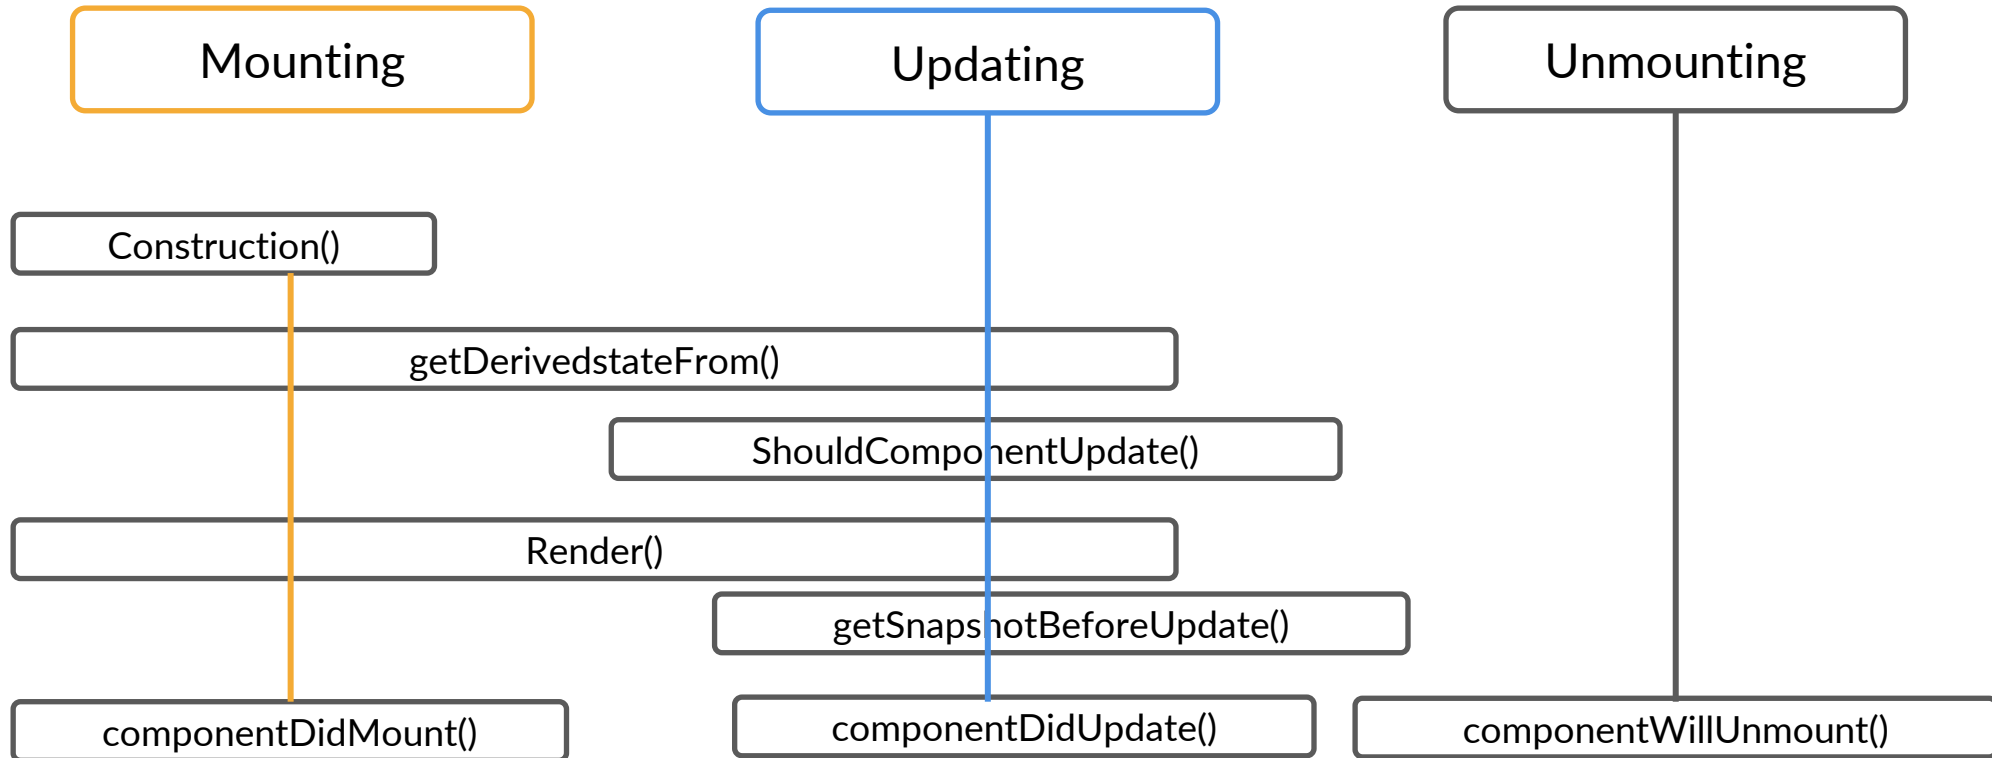 Mounting
Updating
Unmounting
Construction()
getDerivedstateFrom()
ShouldComponentUpdate()
Render()
getSnapshotBeforeUpdate()
componentDidMount()
componentDidUpdate()
componentWillUnmount()